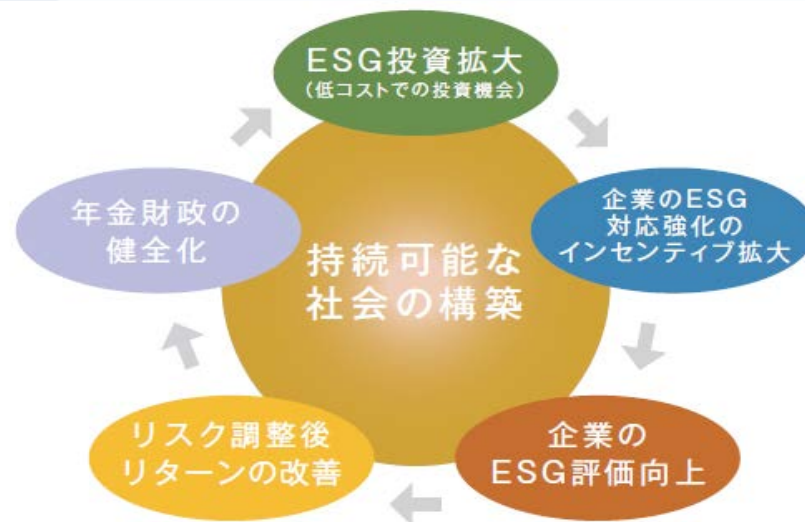 ESG投資拡大
(低コストでの投資機会)
企業のESG
対応強化の
インセンティブ拡大
企業の
ESG評価向上
リスク調整後
リターンの改善
年金財政の
健全化
持続可能な
社会の構築